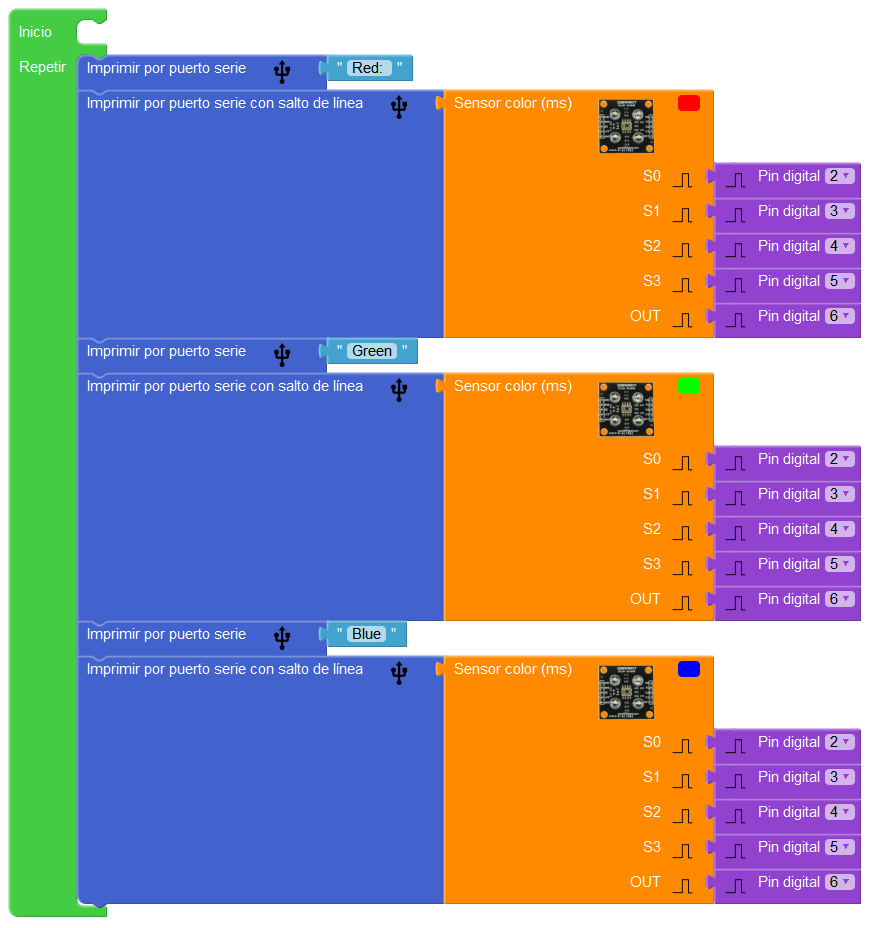 Inicio
Repetir
Imprimir por puerto serie " Red: "
Imprimir por puerto serie con salto de línea Sensor color (ms)
S0 Pin digital 2
S1 Pin digital 3
S2 Pin digital 4
S3 Pin digital 5
OUT Pin digital 6
Imprimir por puerto serie " Green "
Imprimir por puerto serie con salto de línea Sensor color (ms)
S0 Pin digital 2
S1 Pin digital 3
S2 Pin digital 4
S3 Pin digital 5
OUT Pin digital 6
Imprimir por puerto serie " Blue "
Imprimir por puerto serie con salto de línea Sensor color (ms)
S0 Pin digital 2
S1 Pin digital 3
S2 Pin digital 4
S3 Pin digital 5
OUT Pin digital 6